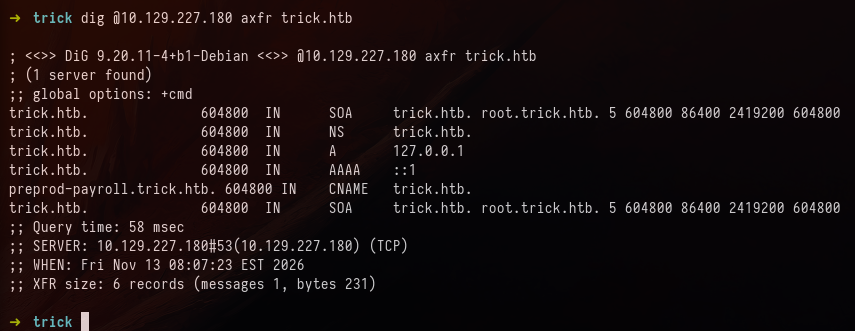 → trick dig @10.129.227.180 axfr trick.htb
; <<>> DiG 9.20.11-4+b1-Debian <<>> @10.129.227.180 axfr trick.htb
; (1 server found)
;; global options: +cmd
trick.htb. 604800 IN SOA trick.htb. root.trick.htb. 5 604800 86400 2419200 604800
trick.htb. 604800 IN NS trick.htb.
trick.htb. 604800 IN A 127.0.0.1
trick.htb. 604800 IN AAAA ::1
preprod-payroll.trick.htb. 604800 IN CNAME trick.htb.
trick.htb. 604800 IN SOA trick.htb. root.trick.htb. 5 604800 86400 2419200 604800
;; Query time: 58 msec
;; SERVER: 10.129.227.180#53(10.129.227.180) (TCP)
;; WHEN: Fri Nov 13 08:07:23 EST 2026
;; XFR size: 6 records (messages 1, bytes 231)
→ trick